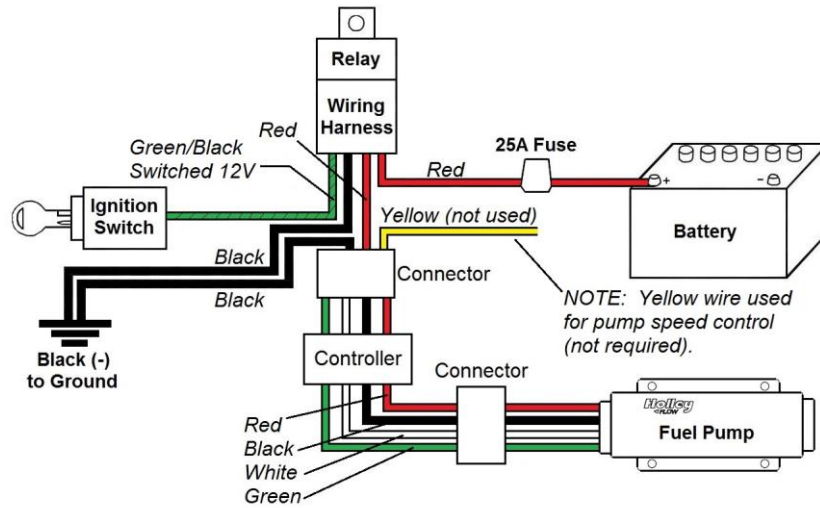 Relay
Wiring
Harness
Red
Green/Black
Switched 12V
Ignition
Switch
Red
25A Fuse
+
-
Battery
Yellow (not used)
Black
Black
Connector
NOTE: Yellow wire used
for pump speed control
(not required).
Black (-)
to Ground
Controller
Connector
Red
Black
White
Green
Holley
FLOW
Fuel Pump